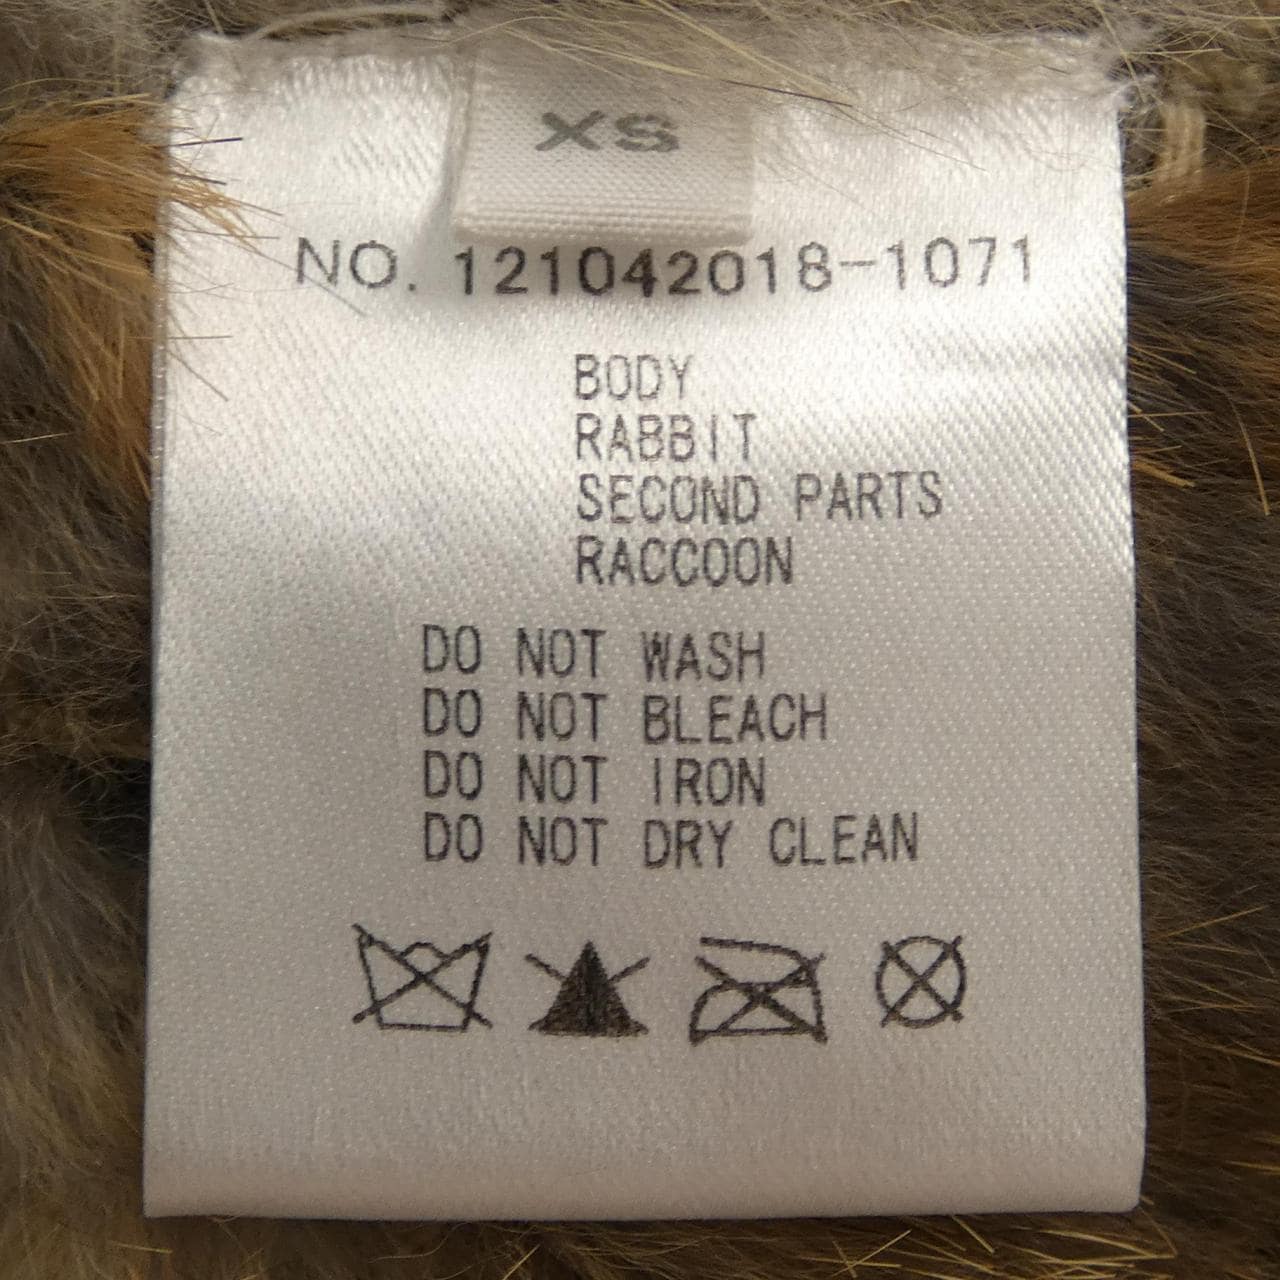 XS
NO. 121042018-1071
BODY
RABBIT
SECOND PARTS
RACCOON
DO NOT WASH
DO NOT BLEACH
DO NOT IRON
DO NOT DRY CLEAN